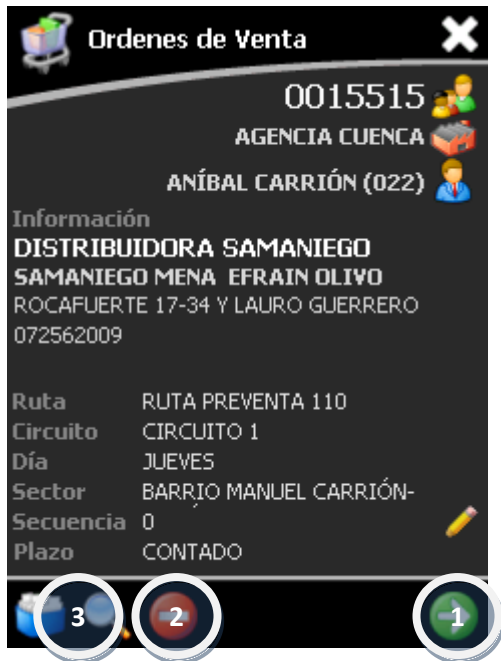 Ordenes de Venta
0015515
AGENCIA CUENCA
ANÍBAL CARRIÓN (022)
Información
DISTRIBUIDORA SAMANIEGO
SAMANIEGO MENA EFRAIN OLIVO
ROCAFUERTE 17-34 Y LAURO GUERRERO
072562009
Ruta RUTA PREVENTA 110
Circuito CIRCUITO 1
Día JUEVES
Sector BARRIO MANUEL CARRIÓN-
Secuencia 0
Plazo CONTADO
3 2 1